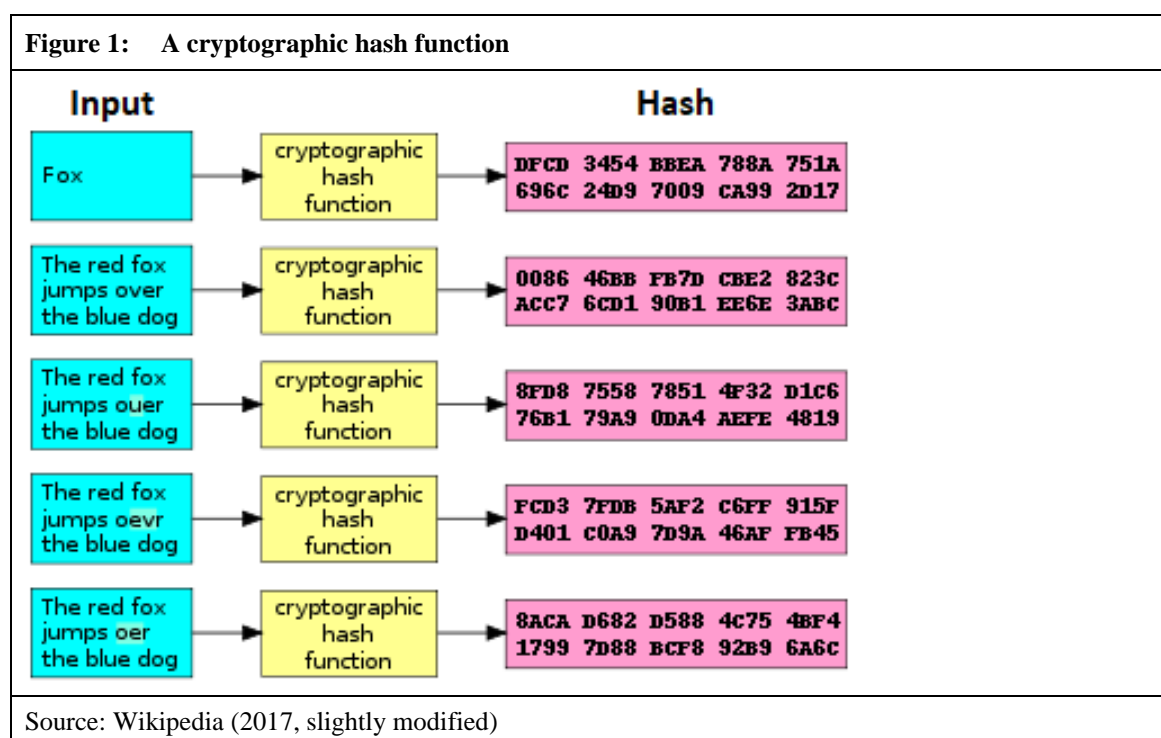 Figure 1: A cryptographic hash function
Input
Hash
Fox
cryptographic
hash
function
DFCD 3454 BBEA 788A 751A
696C 24D9 7009 CA99 2D17
The red fox
jumps over
the blue dog
cryptographic
hash
function
0086 46BB FB7D CBE2 823C
ACC7 6CD1 90B1 EE6E 3ABC
The red fox
jumps ouer
the blue dog
cryptographic
hash
function
8FD8 7558 7851 4F32 D1C6
76B1 79A9 0DA4 AEFE 4819
The red fox
jumps oevr
the blue dog
cryptographic
hash
function
FCD3 7FDB 5AF2 C6FF 915F
D401 C0A9 7D9A 46AF FB45
The red fox
jumps oer
the blue dog
cryptographic
hash
function
8ACA D682 D588 4C75 4BF4
1799 7D88 BCF8 92B9 6A6C
Source: Wikipedia (2017, slightly modified)